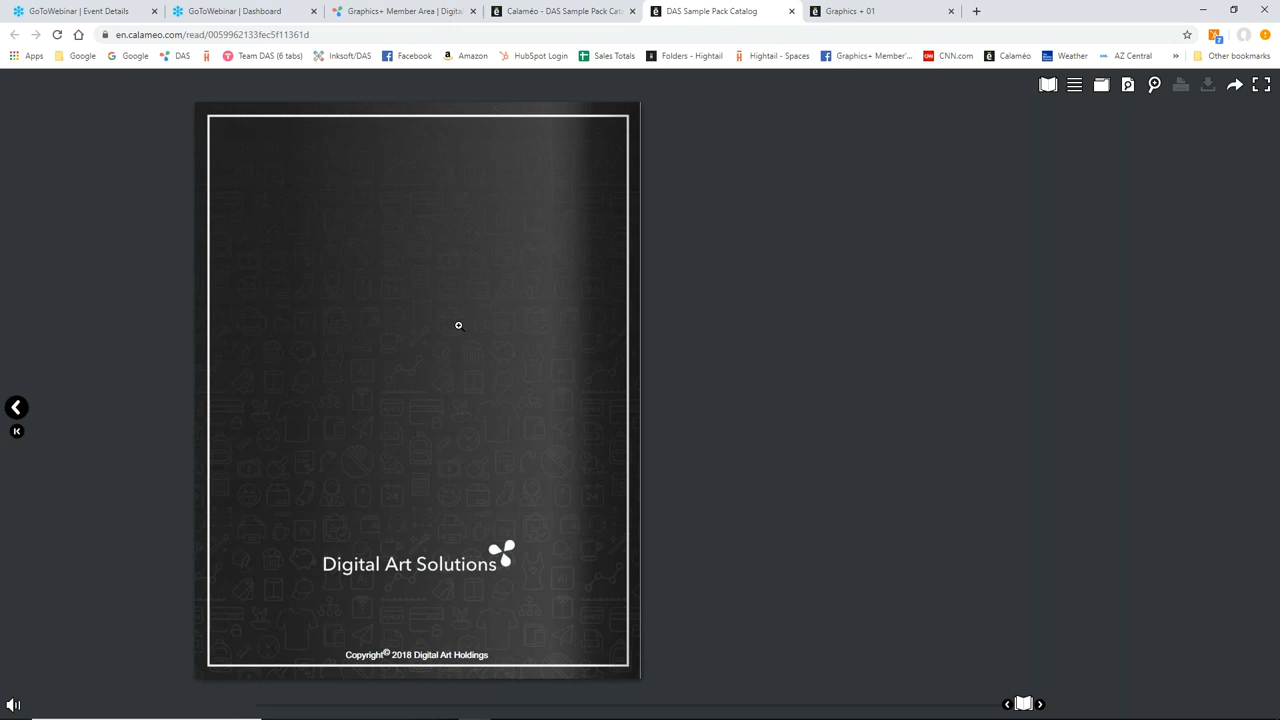 GoToWebinar | Event Details
GoToWebinar | Dashboard
Graphics+ Member Area | Digital
Calaméo - DAS Sample Pack Cata
DAS Sample Pack Catalog
Graphics + 01
en.calameo.com/read/0059962133fec5f11361d
Apps
Google
Google
DAS
Team DAS (6 tabs)
Inksoft/DAS
Facebook
Amazon
HubSpot Login
Sales Totals
Folders - Hightail
Hightail - Spaces
Graphics+ Member'...
CNN.com
Calaméo
Weather
AZ Central
»
Other bookmarks
Digital Art Solutions
Copyright© 2018 Digital Art Holdings